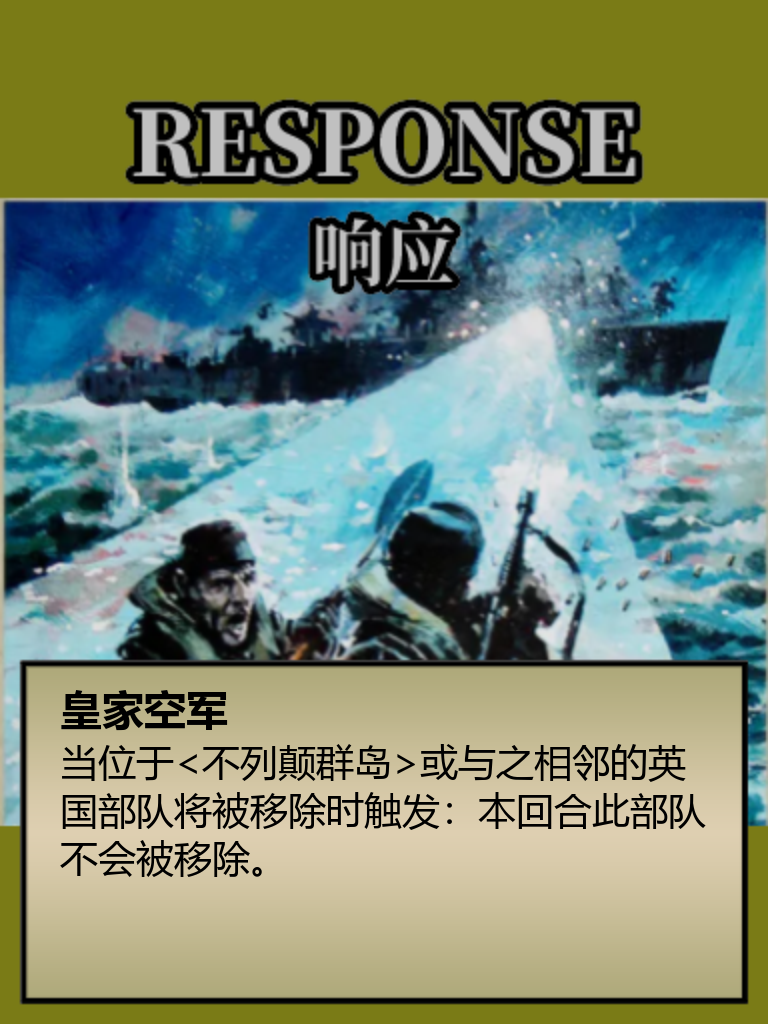 RESPONSE
响应
皇家空军
当位于<不列颠群岛>或与之相邻的英
国部队将被移除时触发：本回合此部队
不会被移除。